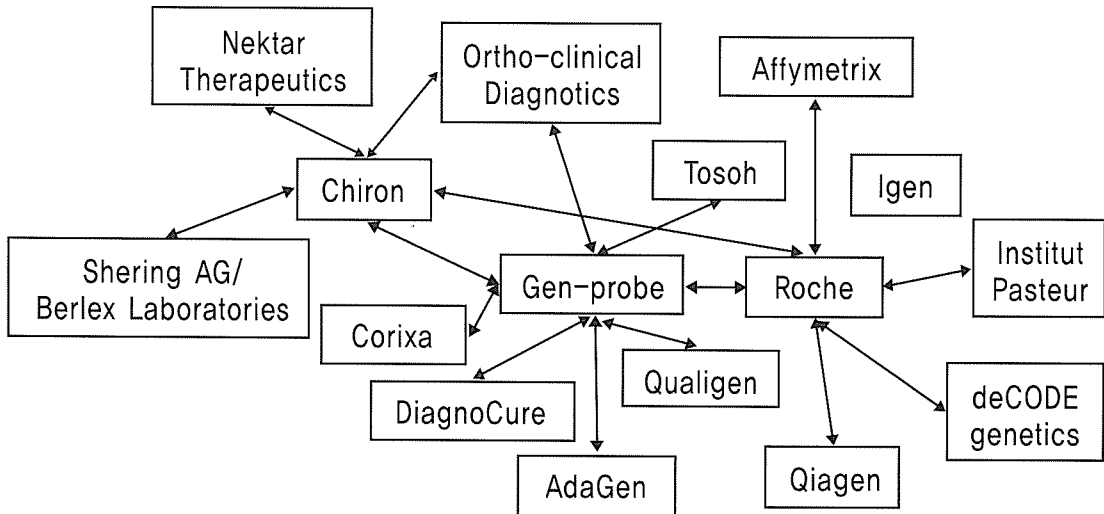 Nektar
Therapeutics
Ortho-clinical
Diagnotics
Affymetrix
Tosoh
Igen
Chiron
Shering AG/
Berlex Laboratories
Gen-probe
Roche
Institut
Pasteur
Corixa
Qualigen
DiagnoCure
deCODE
genetics
AdaGen
Qiagen